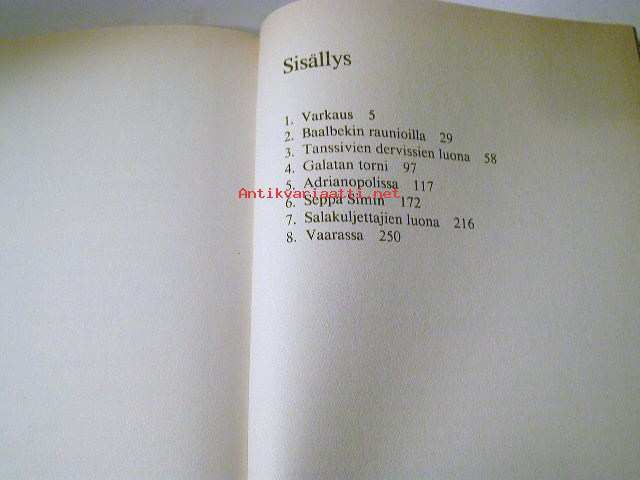 Sisällys
1. Varkaus 5
2. Baalbekin raunioilla 29
3. Tanssivien dervissien luona 58
4. Galatan torni 97
5. Adrianopolissa 117
Antikvariaatti.net
6. Seppä Simin 172
7. Salakuljettajien luona 216
8. Vaarassa 250